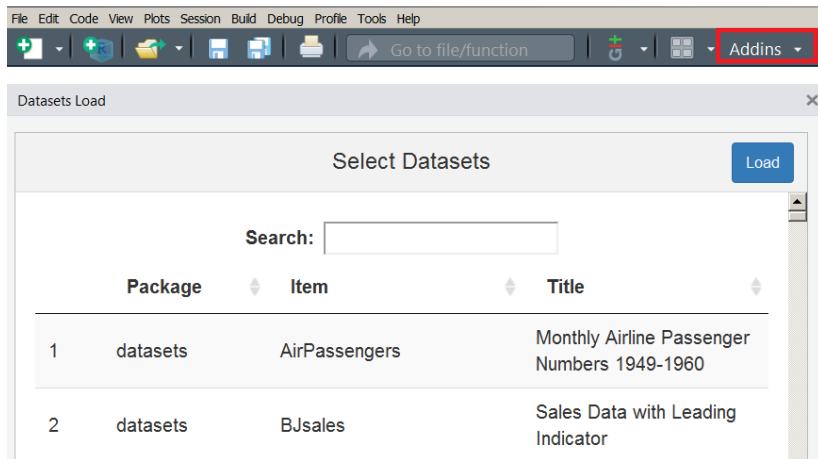 File Edit Code View Plots Session Build Debug Profile Tools Help
Go to file/function Addins
Datasets Load
Select Datasets Load
Search:
Package Item Title
1 datasets AirPassengers Monthly Airline Passenger
Numbers 1949-1960
2 datasets BJsales Sales Data with Leading
Indicator